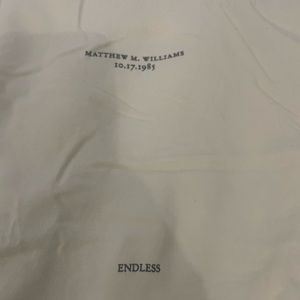 MATTHEW M. WILLIAMS
10.17.1985
ENDLESS